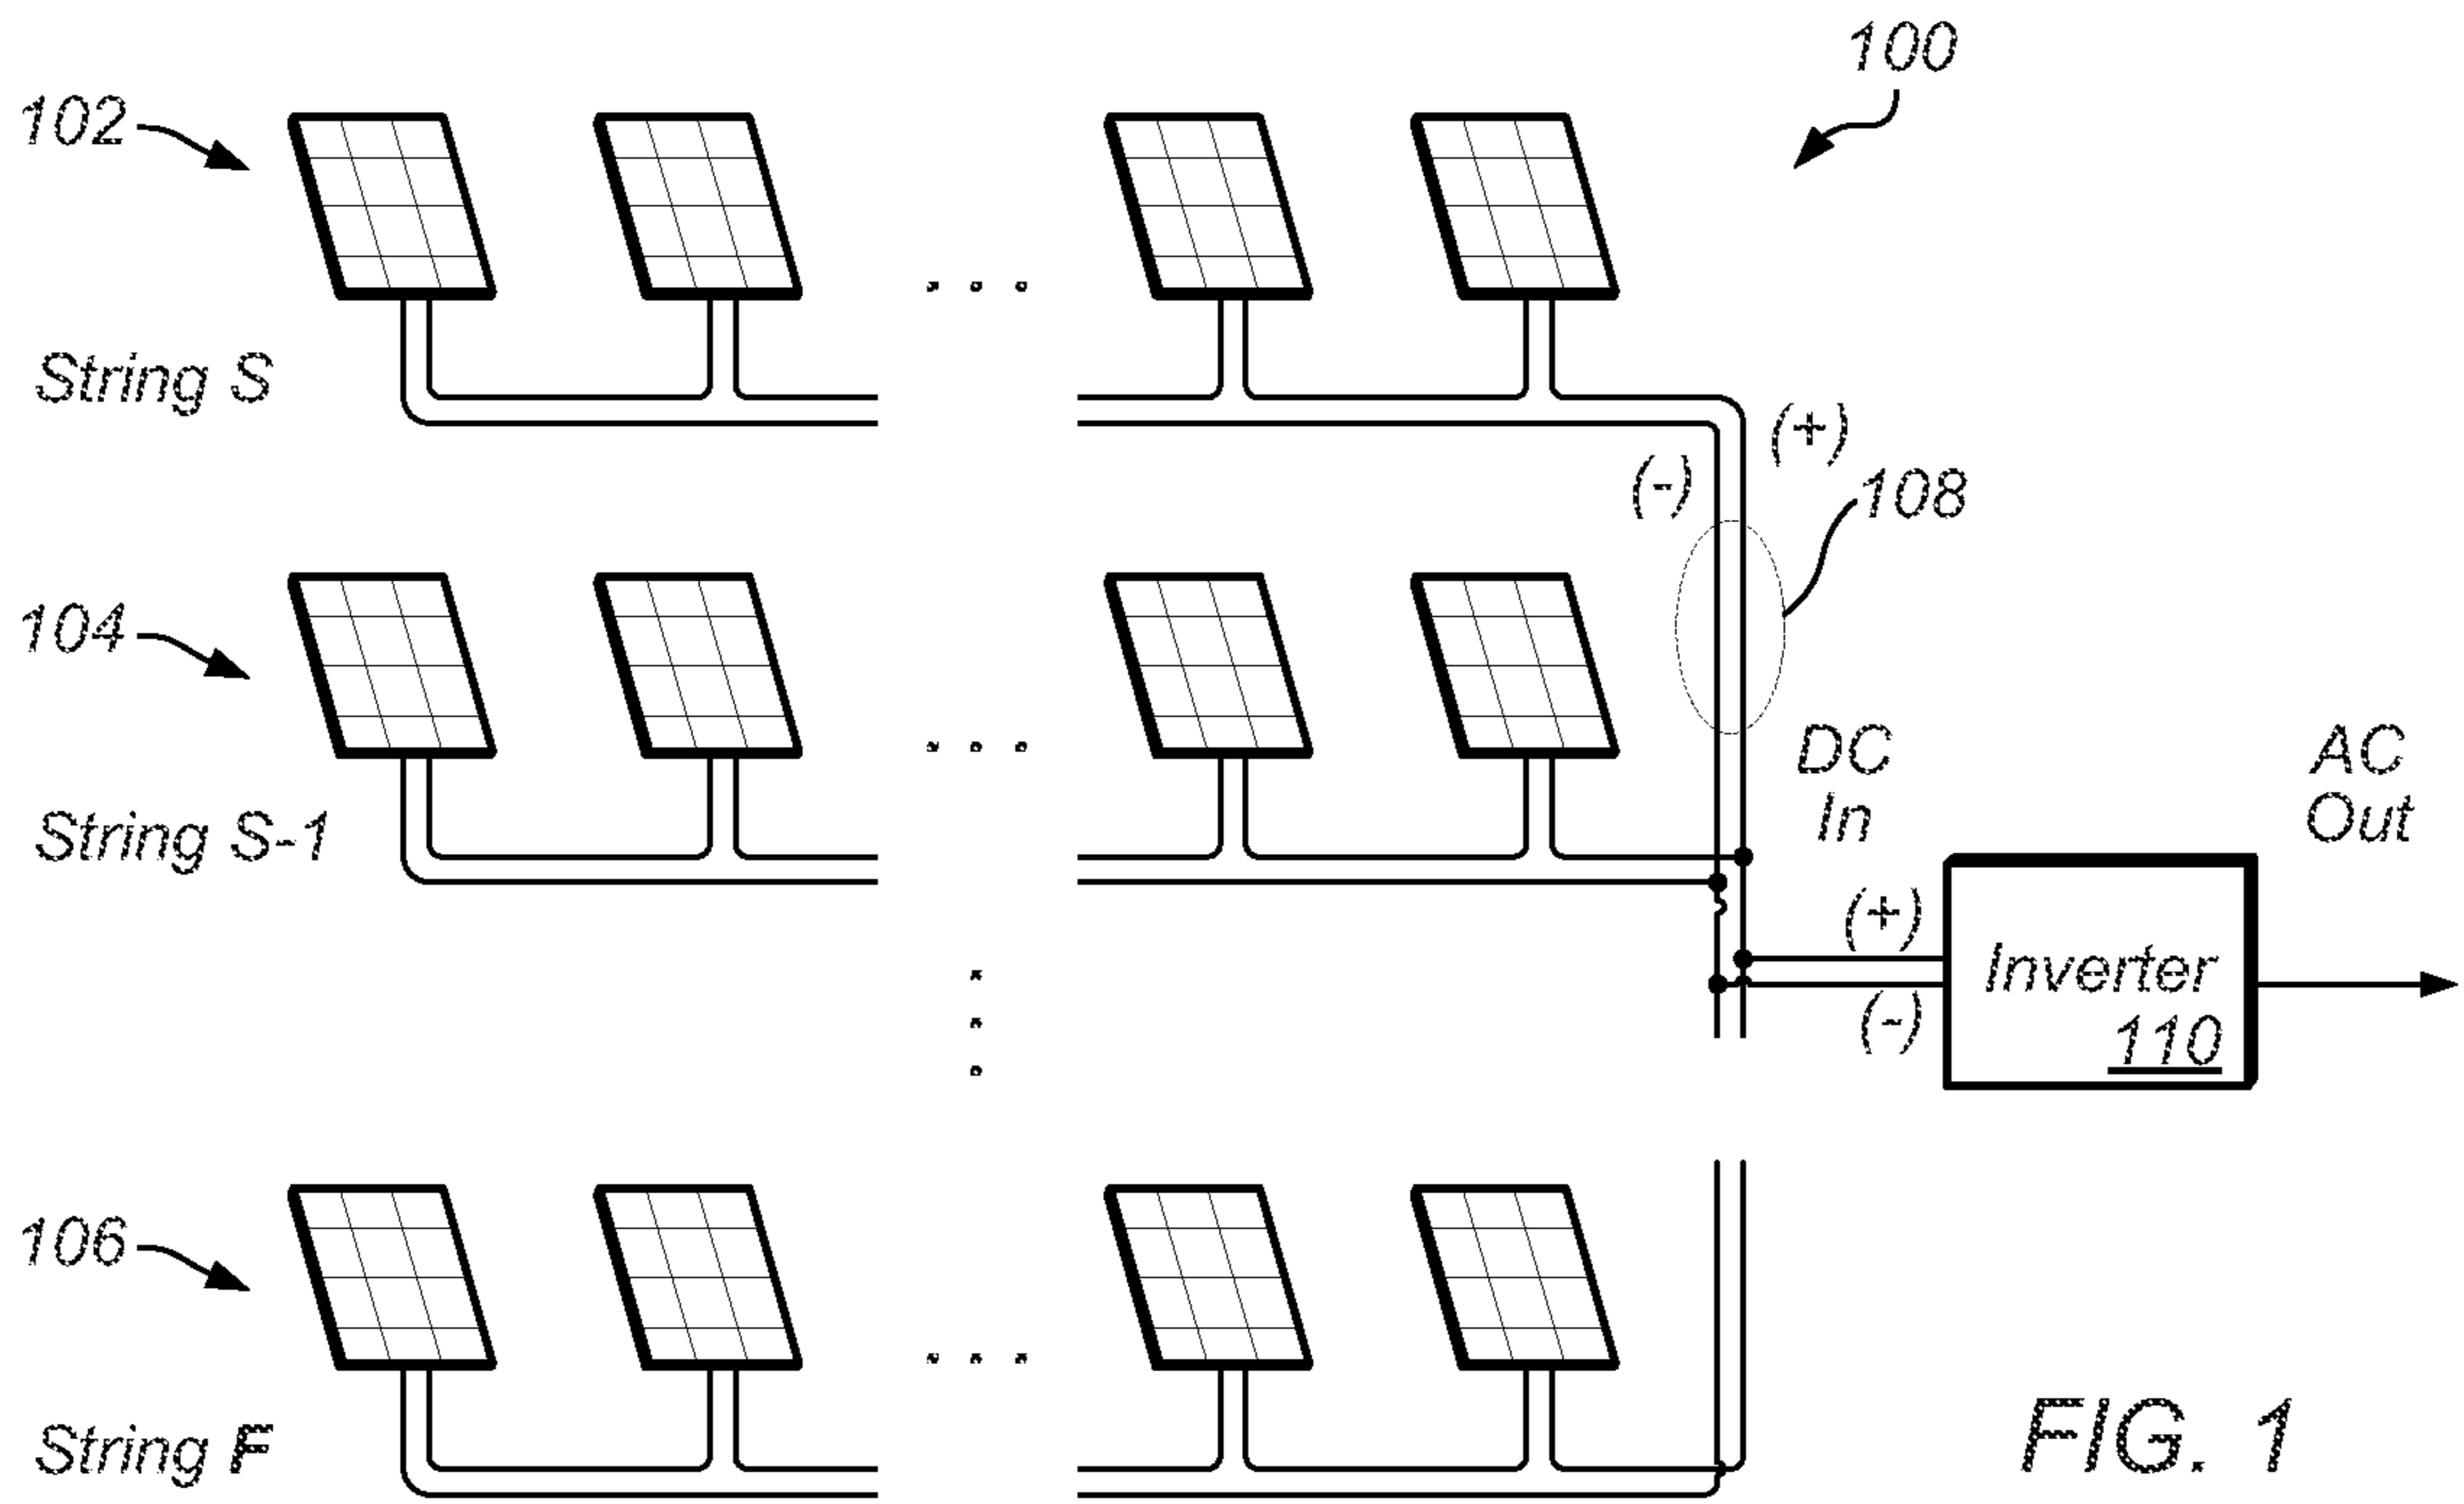 100
102
String S
(+)
(-)
108
104
String S-1
DC
In
AC
Out
(+)
Inverter
110
(-)
106
String F
FIG. 1